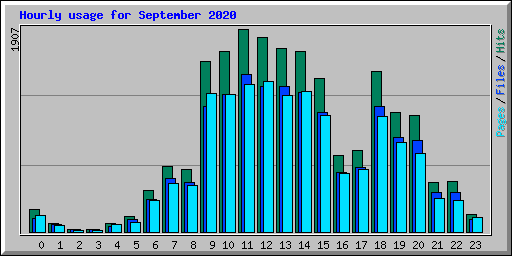 Hourly usage for September 2020
1907
Pages/Files/Hits
0 1 2 3 4 5 6 7 8 9 10 11 12 13 14 15 16 17 18 19 20 21 22 23